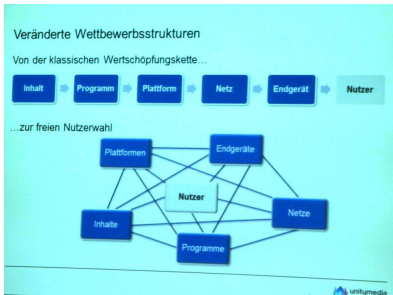 Veränderte Wettbewerbsstrukturen
Von der klassischen Wertschöpfungskette…
Inhalt Programm Plattform Netz Endgerät Nutzer
…zur freien Nutzerwahl
Plattformen Endgeräte
Nutzer
Inhalte Netze
Programme
unitymedia